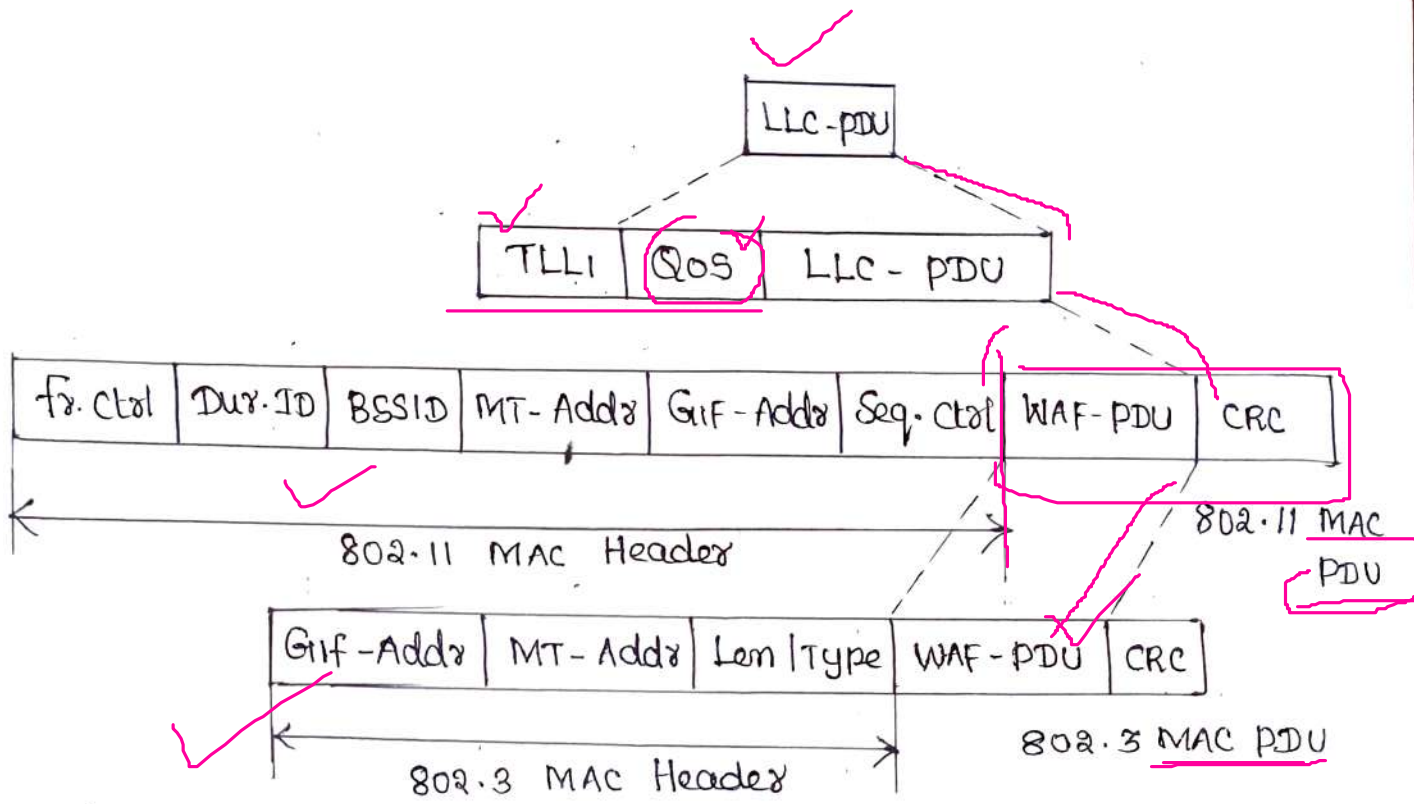 LLC-PDU
TLLI QoS LLC - PDU
fr. Ctrl Dur. ID BSSID MT-Addr GIF-Addr Seq. Ctrl WAF-PDU CRC
802.11 MAC Header
802.11 MAC
PDU
GIf-Addr MT-Addr Len|Type WAF-PDU CRC
802.3 MAC Header
802.3 MAC PDU